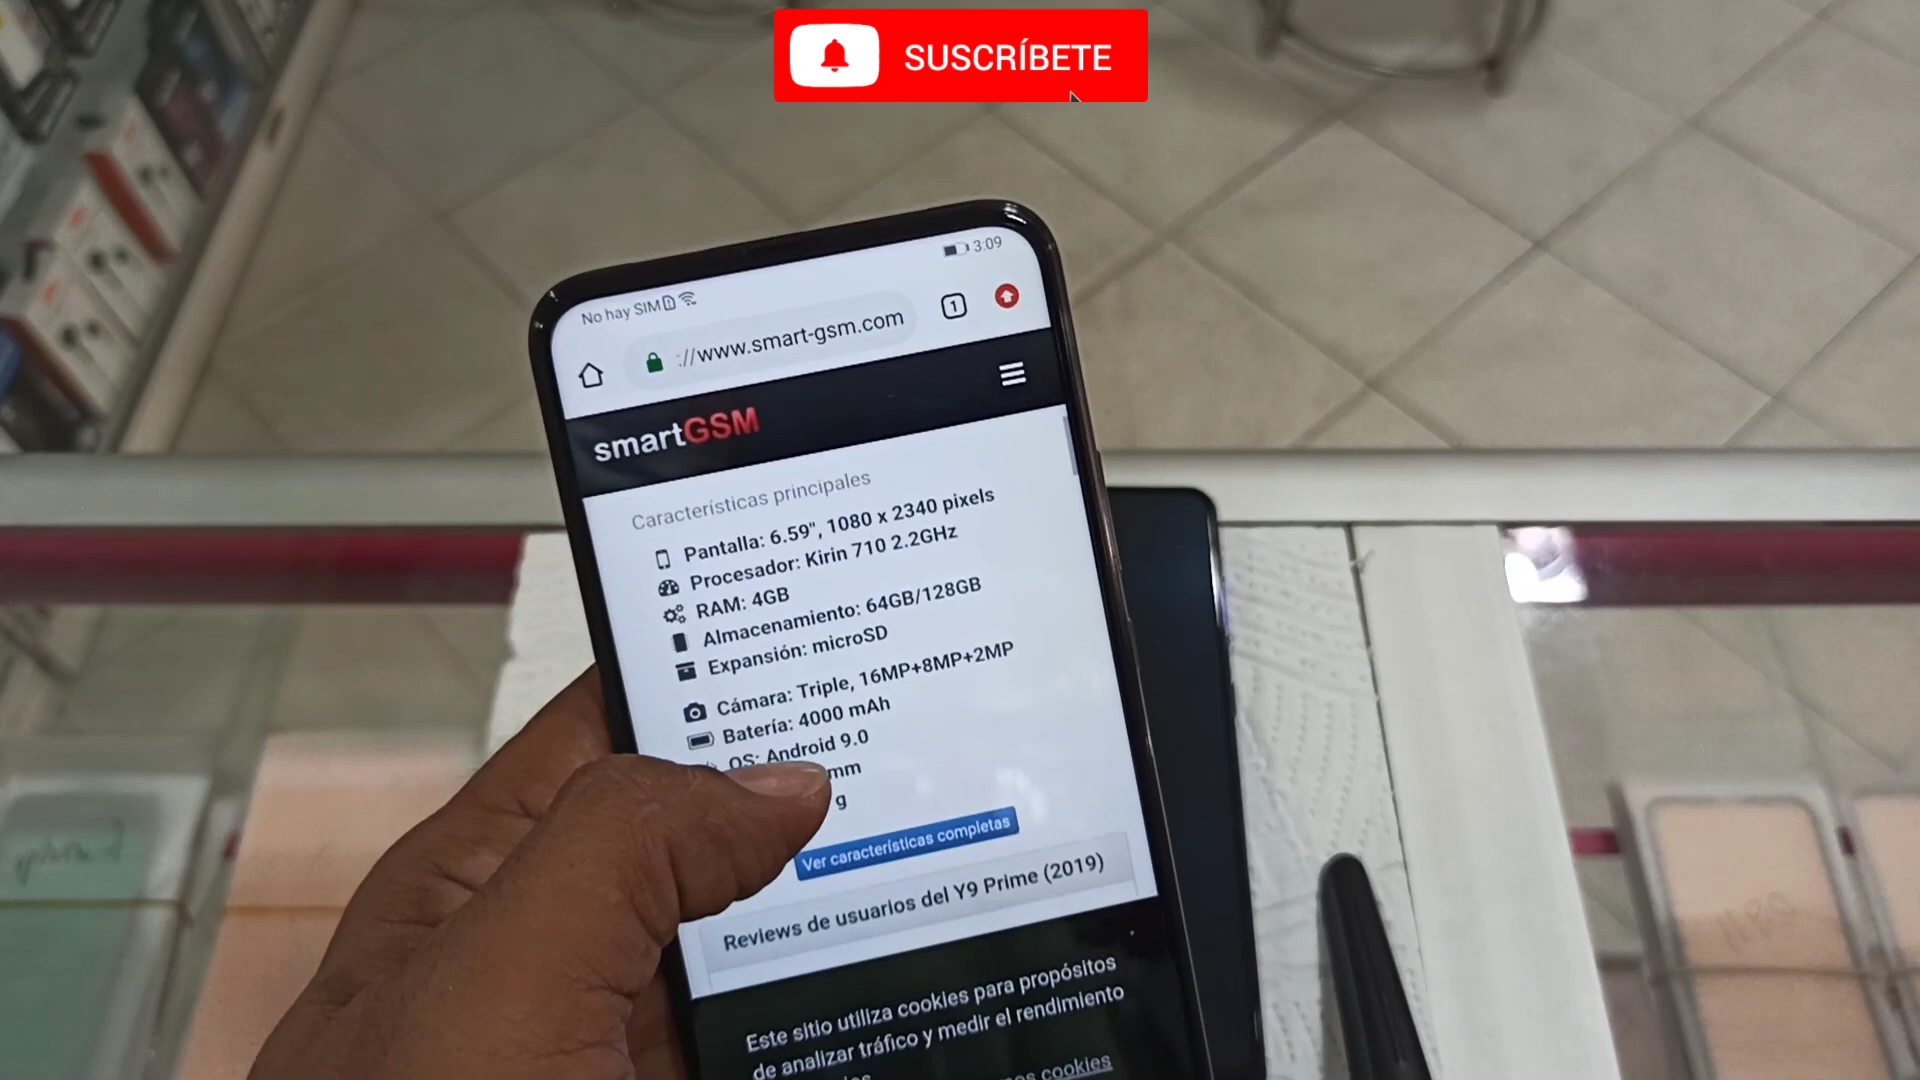 SUSCRÍBETE
No hay SIM
3:09
://www.smart-gsm.com
1
smartGSM
Características principales
Pantalla: 6.59", 1080 x 2340 pixels
Procesador: Kirin 710 2.2GHz
RAM: 4GB
Almacenamiento: 64GB/128GB
Expansión: microSD
Cámara: Triple, 16MP+8MP+2MP
Batería: 4000 mAh
OS: Android 9.0
mm
g
Ver características completas
Reviews de usuarios del Y9 Prime (2019)
Este sitio utiliza cookies para propósitos
de analizar tráfico y medir el rendimiento
cookies